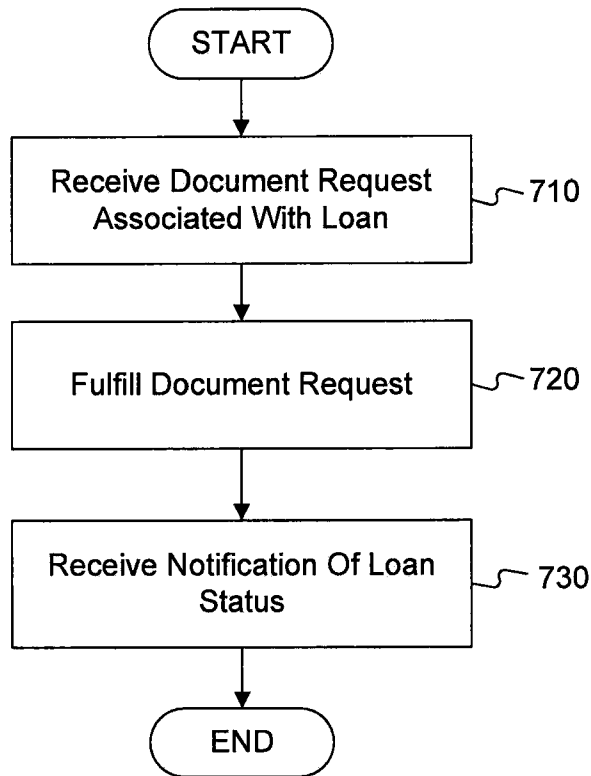 START
Receive Document Request
Associated With Loan
710
Fulfill Document Request
720
Receive Notification Of Loan
Status
730
END